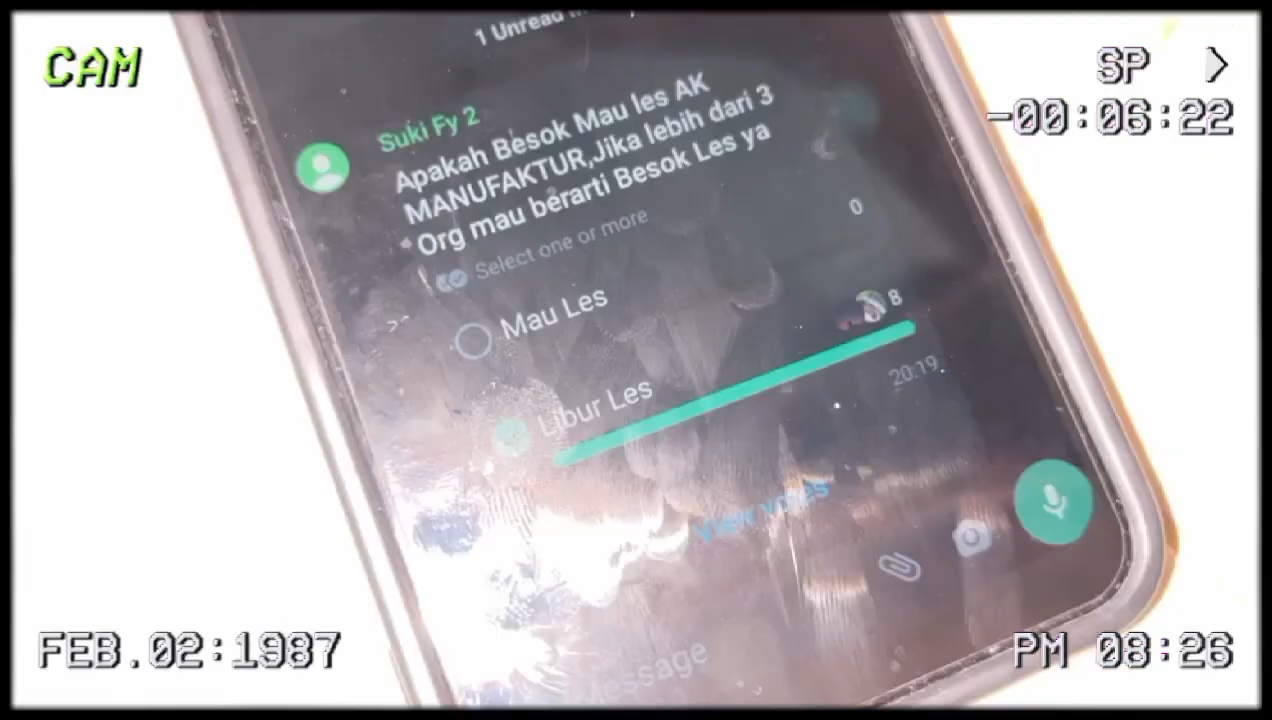 CAM
SP
-00:06:22
1 Unread
Suki Fy 2
Apakah Besok Mau les AK
MANUFAKTUR,Jika lebih dari 3
Org mau berarti Besok Les ya
Select one or more
0
Mau Les
8
Libur Les
20:19
View votes
Message
FEB.02:1987
PM 08:26